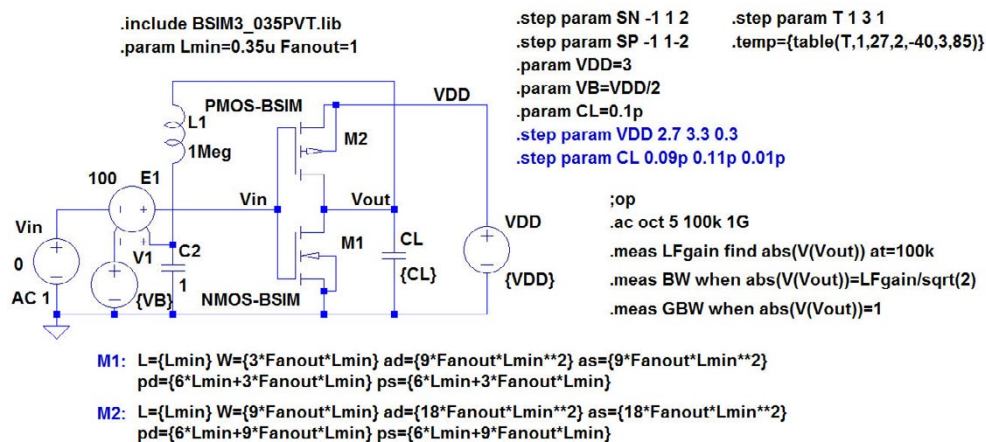 .include BSIM3_035PVT.lib
.param Lmin=0.35u Fanout=1
.step param SN -1 1 2
.step param T 1 3 1
.step param SP -1 1-2
.temp={table(T,1,27,2,-40,3,85)}
.param VDD=3
.param VB=VDD/2
.param CL=0.1p
.step param VDD 2.7 3.3 0.3
.step param CL 0.09p 0.11p 0.01p
PMOS-BSIM
VDD
L1
M2
1Meg
100
E1
Vin
Vout
VDD
Vin
M1
CL
V1
C2
0
{CL}
{VDD}
1
AC 1
{VB}
NMOS-BSIM
;op
.ac oct 5 100k 1G
.meas LFgain find abs(V(Vout)) at=100k
.meas BW when abs(V(Vout))=LFgain/sqrt(2)
.meas GBW when abs(V(Vout))=1
M1: L={Lmin} W={3*Fanout*Lmin} ad={9*Fanout*Lmin**2} as={9*Fanout*Lmin**2}
pd={6*Lmin+3*Fanout*Lmin} ps={6*Lmin+3*Fanout*Lmin}
M2: L={Lmin} W={9*Fanout*Lmin} ad={18*Fanout*Lmin**2} as={18*Fanout*Lmin**2}
pd={6*Lmin+9*Fanout*Lmin} ps={6*Lmin+9*Fanout*Lmin}